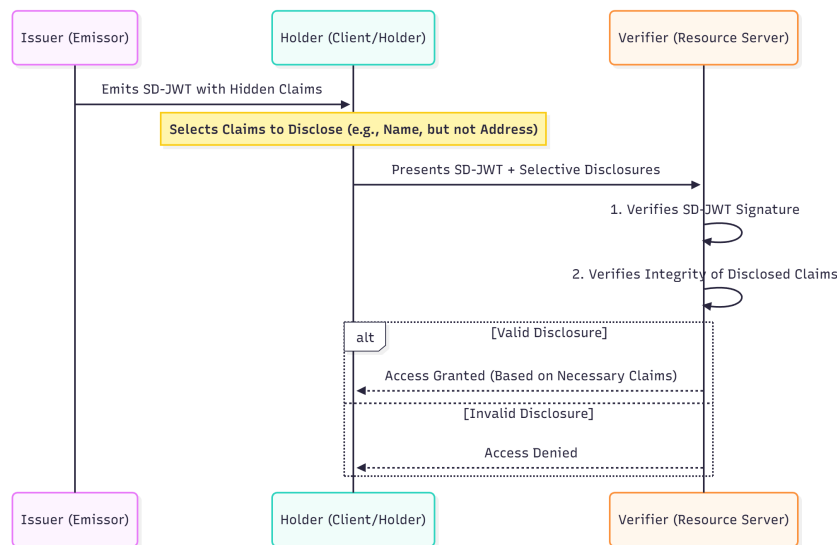 Issuer (Emissor)
Holder (Client/Holder)
Verifier (Resource Server)
Emits SD-JWT with Hidden Claims
Selects Claims to Disclose (e.g., Name, but not Address)
Presents SD-JWT + Selective Disclosures
1. Verifies SD-JWT Signature
2. Verifies Integrity of Disclosed Claims
alt
[Valid Disclosure]
Access Granted (Based on Necessary Claims)
[Invalid Disclosure]
Access Denied
Issuer (Emissor)
Holder (Client/Holder)
Verifier (Resource Server)